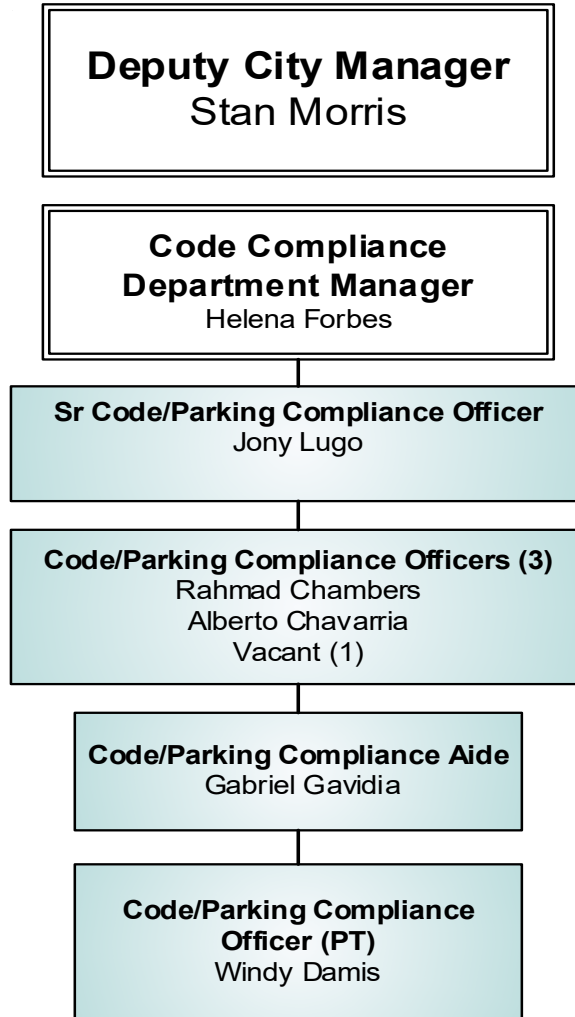 Deputy City Manager
Stan Morris
Code Compliance
Department Manager
Helena Forbes
Sr Code/Parking Compliance Officer
Jony Lugo
Code/Parking Compliance Officers (3)
Rahmad Chambers
Alberto Chavarria
Vacant (1)
Code/Parking Compliance Aide
Gabriel Gavidia
Code/Parking Compliance
Officer (PT)
Windy Damis